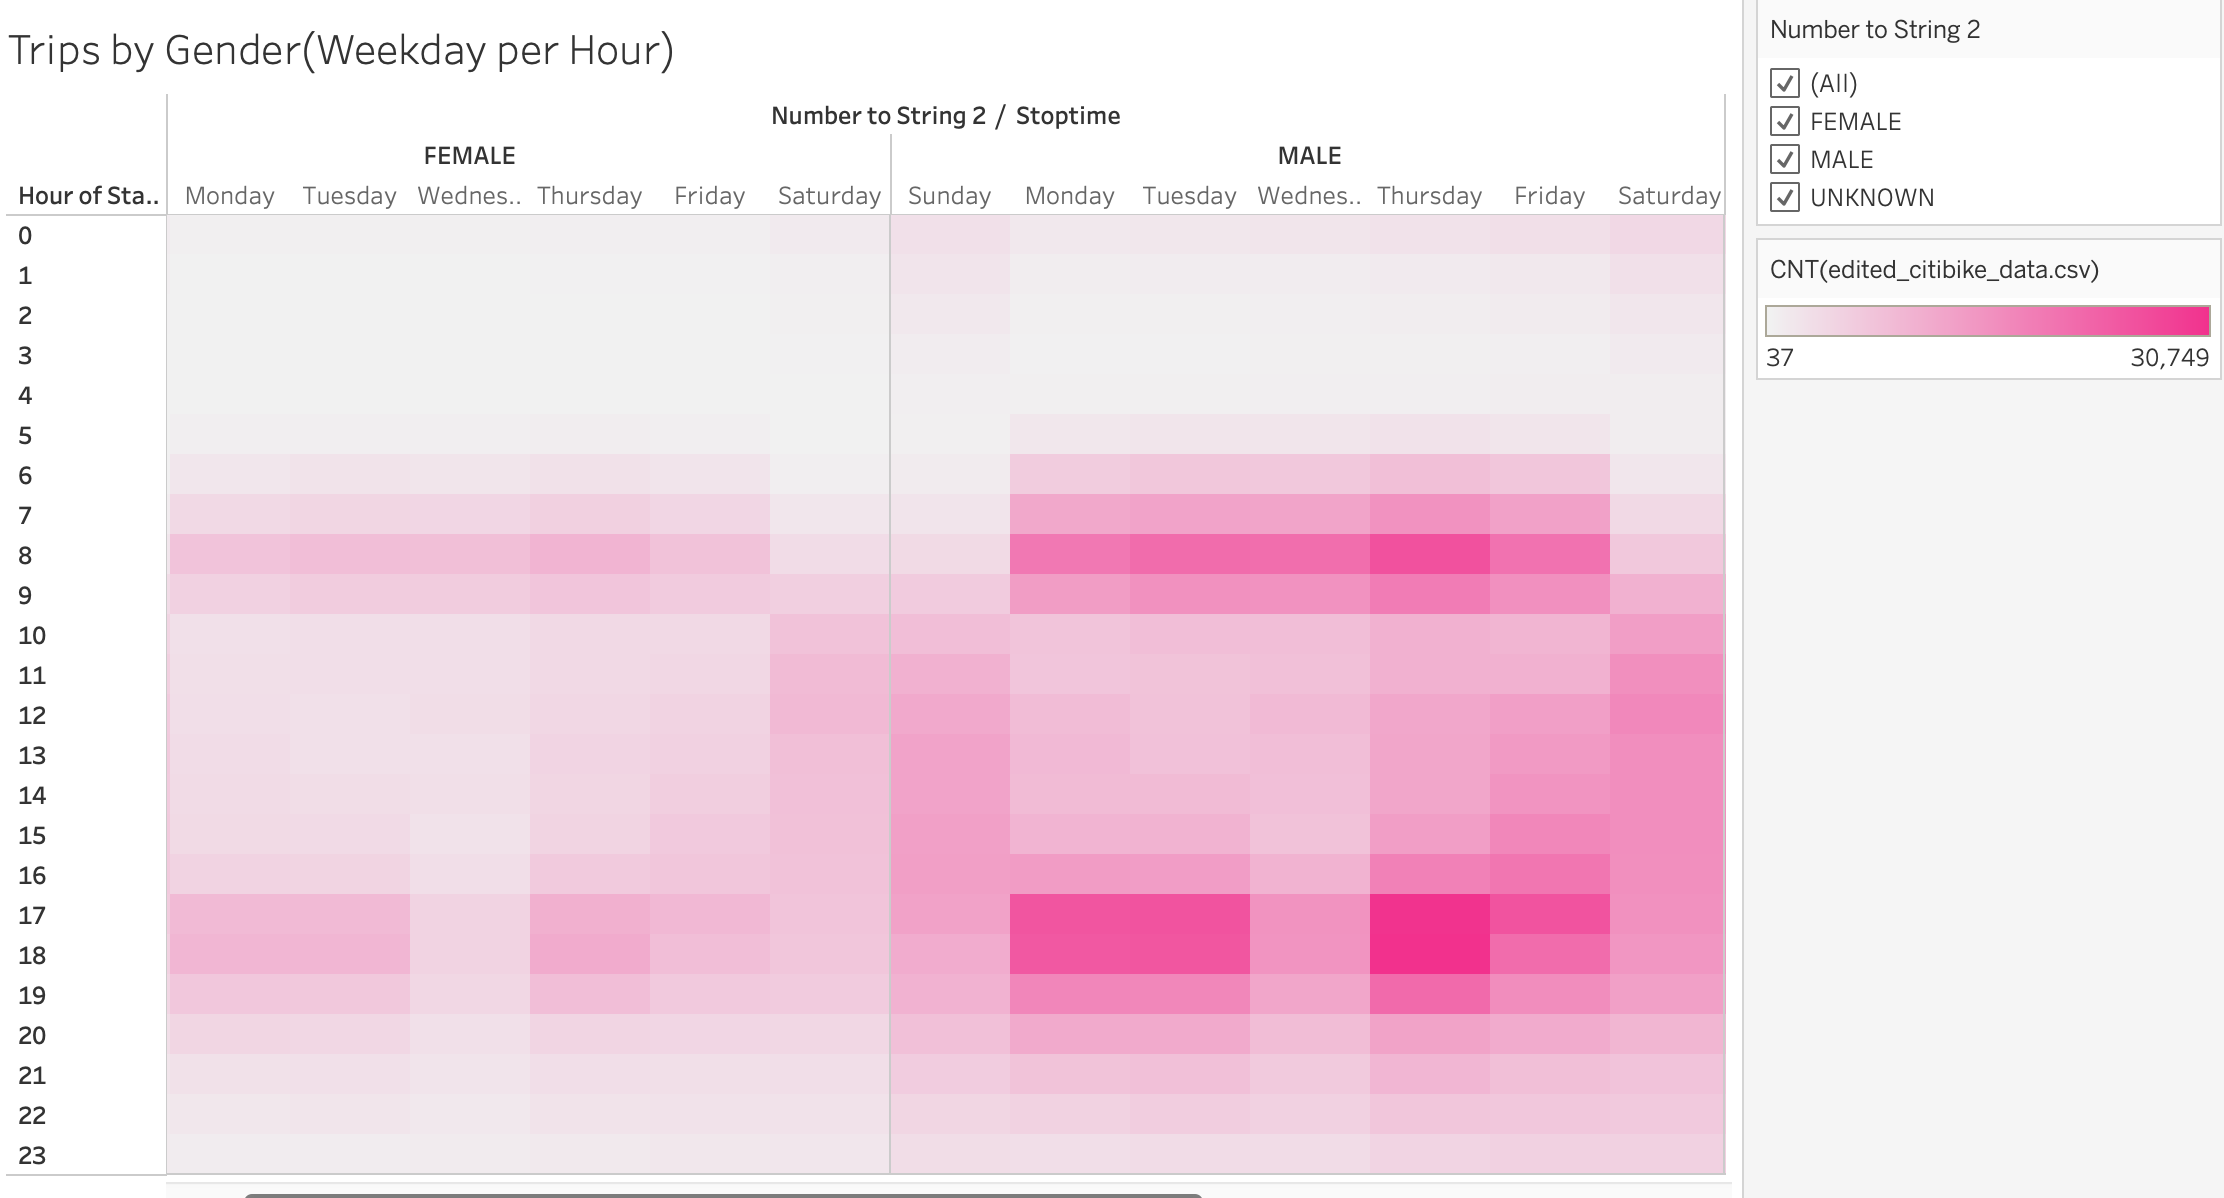 Trips by Gender(Weekday per Hour)
Number to String 2 / Stoptime
FEMALE MALE
Hour of Sta.. Monday Tuesday Wednes.. Thursday Friday Saturday Sunday Monday Tuesday Wednes.. Thursday Friday Saturday
0
1
2
3
4
5
6
7
8
9
10
11
12
13
14
15
16
17
18
19
20
21
22
23
Number to String 2
(All)
FEMALE
MALE
UNKNOWN
CNT(edited_citibike_data.csv)
37 30,749